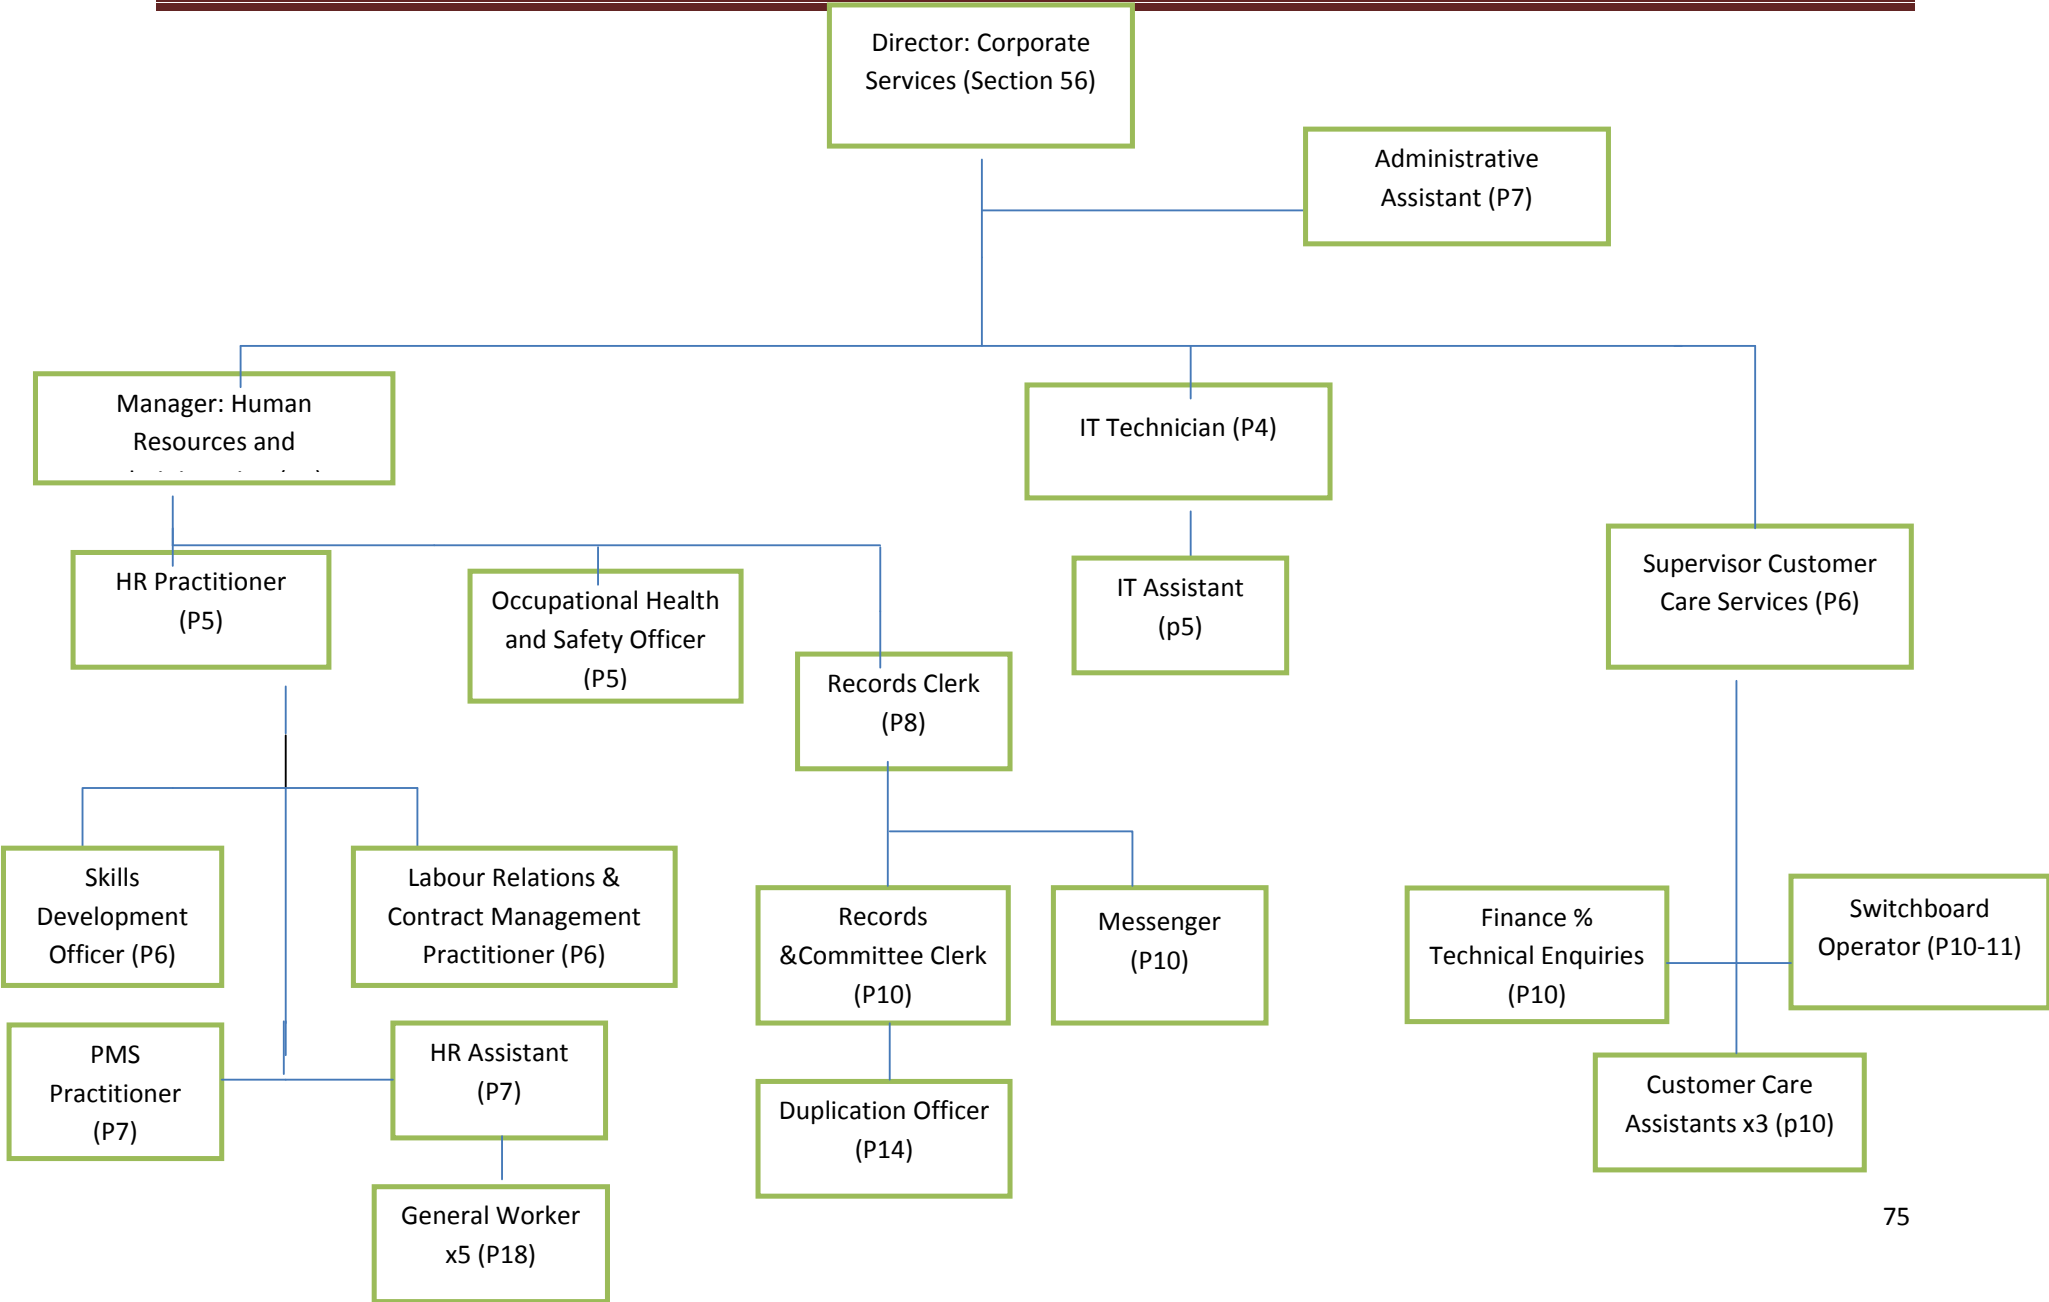 Director: Corporate
Services (Section 56)
Administrative
Assistant (P7)
Manager: Human
Resources and
IT Technician (P4)
HR Practitioner
(P5)
Occupational Health
and Safety Officer
(P5)
Records Clerk
(P8)
IT Assistant
(p5)
Supervisor Customer
Care Services (P6)
Skills
Development
Officer (P6)
Labour Relations &
Contract Management
Practitioner (P6)
Records
&Committee Clerk
(P10)
Messenger
(P10)
Finance %
Technical Enquiries
(P10)
Switchboard
Operator (P10-11)
PMS
Practitioner
(P7)
HR Assistant
(P7)
Duplication Officer
(P14)
Customer Care
Assistants x3 (p10)
General Worker
x5 (P18)
75